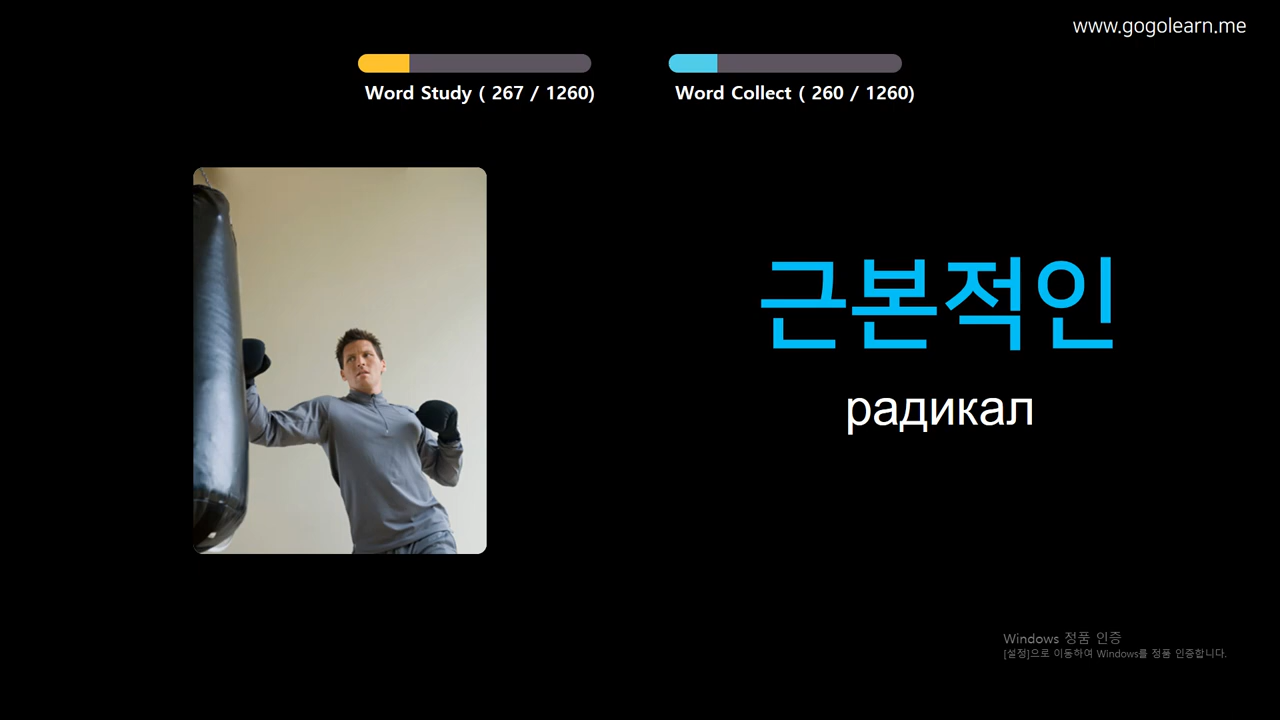 www.gogolearn.me
Word Study ( 267 / 1260)
Word Collect ( 260 / 1260)
근본적인
радикал
Windows 정품 인증
[설정]으로 이동하여 Windows를 정품 인증합니다.